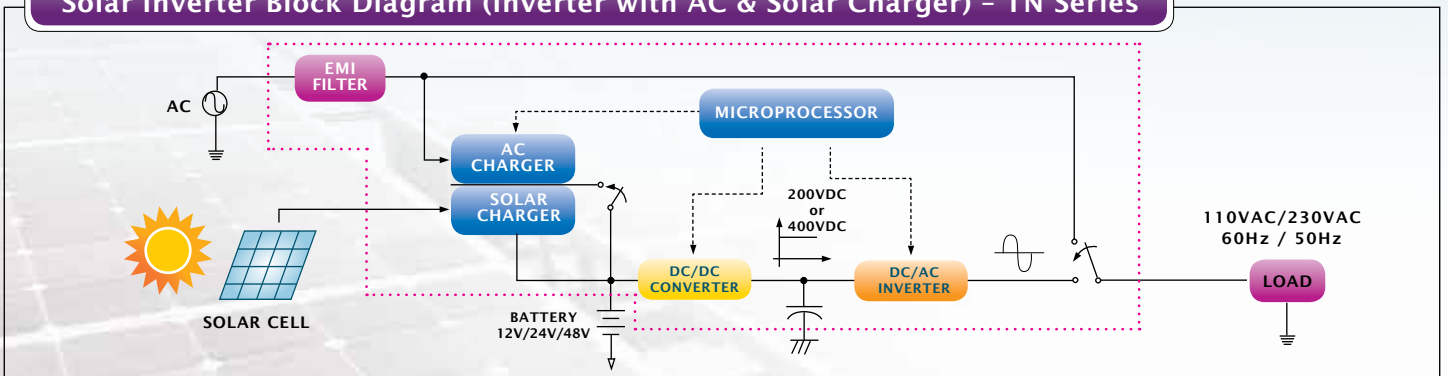 Solar Inverter Block Diagram (Inverter with AC & Solar Charger) – TN Series
EMI
FILTER
AC
MICROPROCESSOR
AC
CHARGER
SOLAR
CHARGER
200VDC
or
400VDC
110VAC/230VAC
60Hz / 50Hz
DC/DC
CONVERTER
DC/AC
INVERTER
LOAD
SOLAR CELL
BATTERY
12V/24V/48V